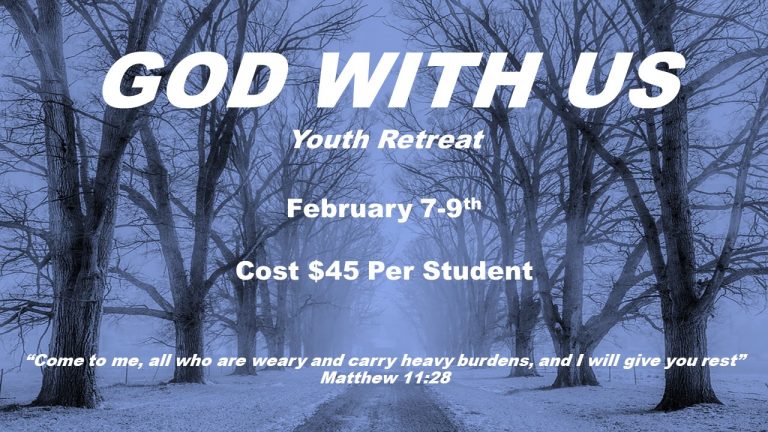 GOD WITH US
Youth Retreat
February 7-9th
Cost $45 Per Student
“Come to me, all who are weary and carry heavy burdens, and I will give you rest”
Matthew 11:28